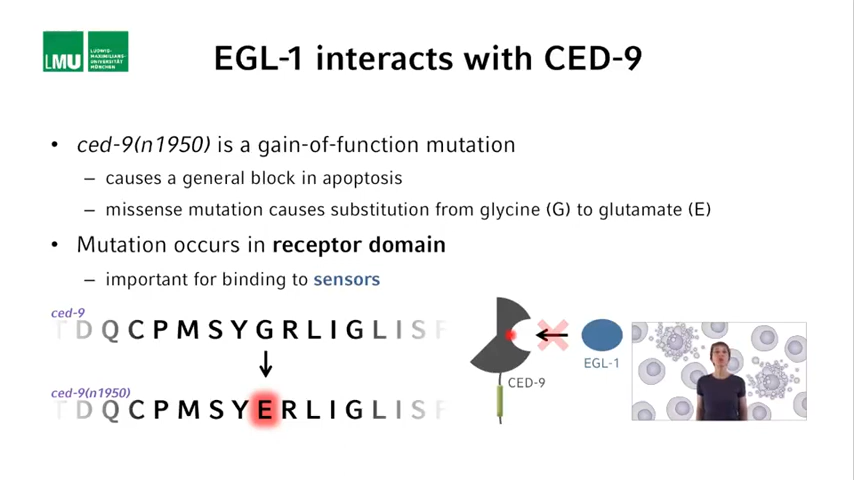 LMU
LUDWIG-
MAXIMILIANS-
UNIVERSITÄT
MÜNCHEN
EGL-1 interacts with CED-9
• ced-9(n1950) is a gain-of-function mutation
– causes a general block in apoptosis
– missense mutation causes substitution from glycine (G) to glutamate (E)
• Mutation occurs in receptor domain
– important for binding to sensors
ced-9
T D Q C P M S Y G R L I G L I S F
ced-9(n1950)
T D Q C P M S Y E R L I G L I S F
CED-9
EGL-1